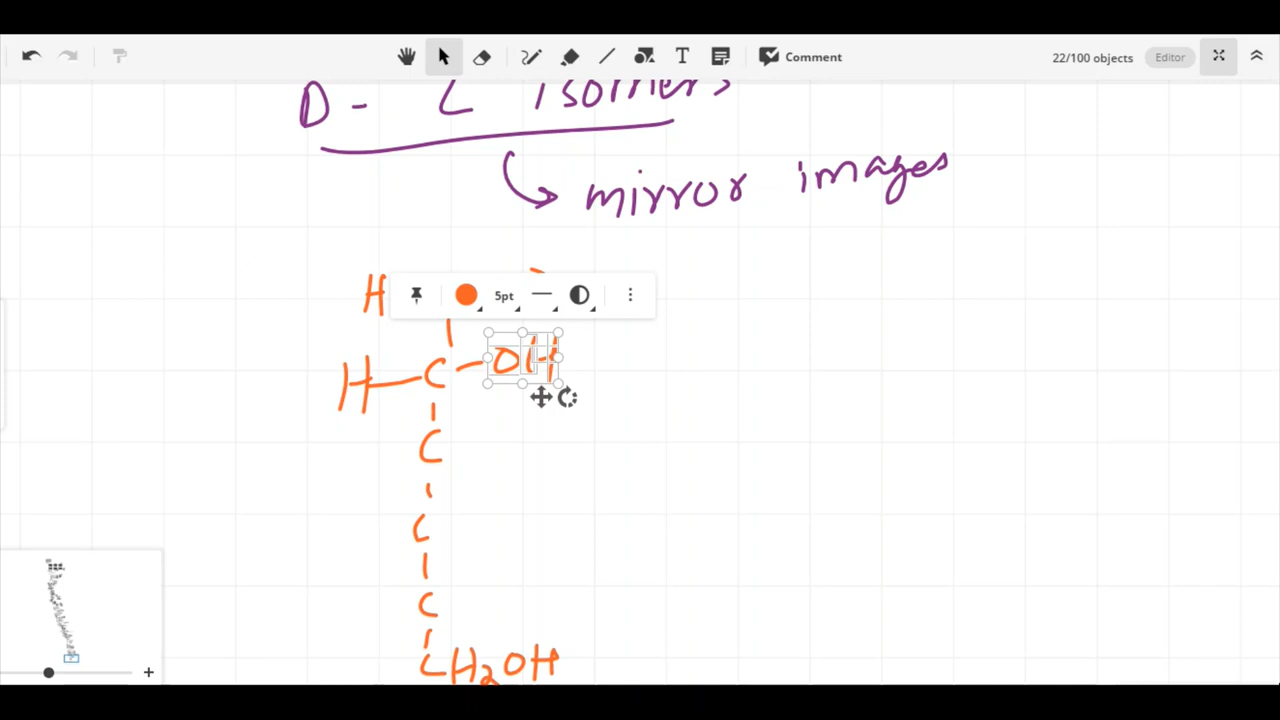 Comment 22/100 objects Editor
D - L isomers
mirror images
H
5pt
H - C - OH
C
C
C
CH2OH